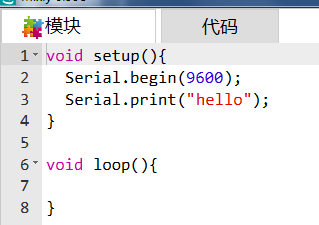 模块
代码
1 void setup(){
2 Serial.begin(9600);
3 Serial.print("hello");
4 }
5
6 void loop(){
7
8 }